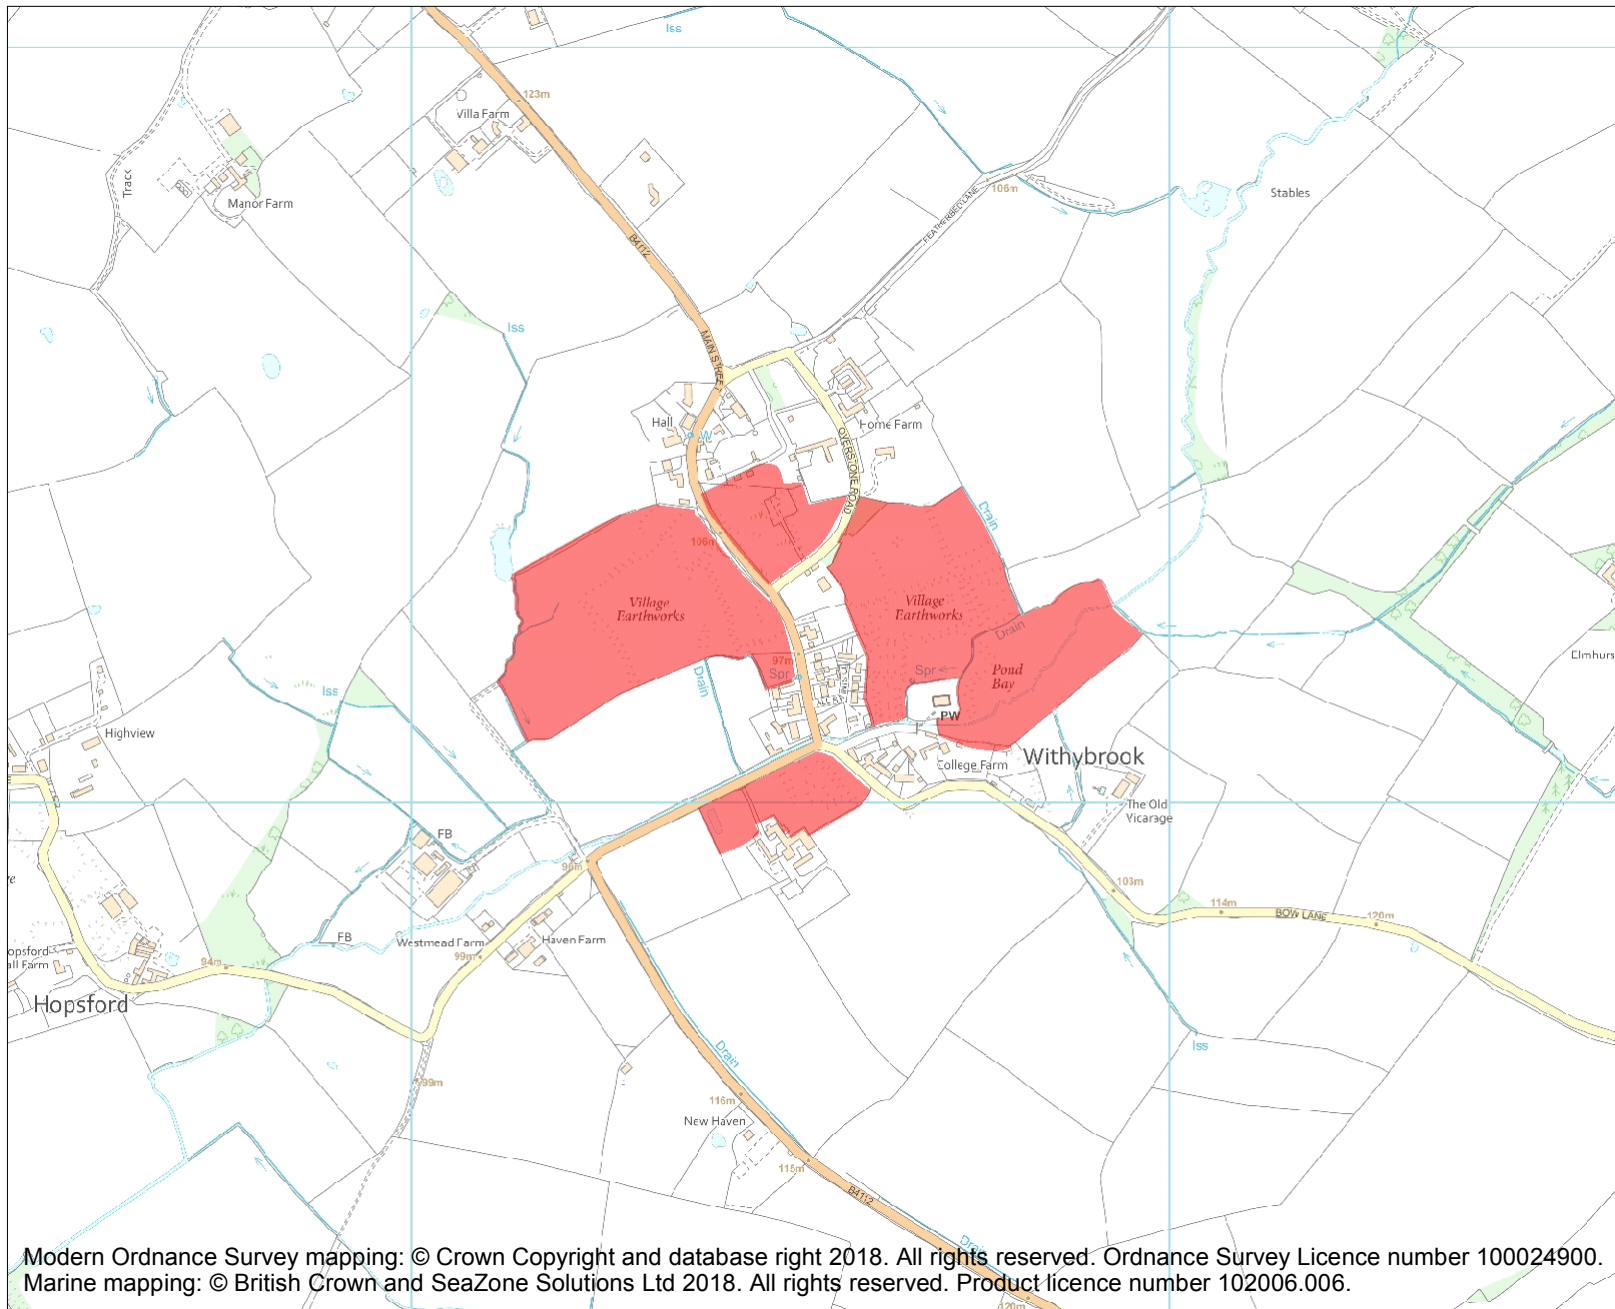 Iss
123m
Villa Farm
Track
Manor Farm
Stables
106m
FEATHERBED LANE
B4112
Iss
MAIN STREET
Hall
W
Home Farm
OVERSTONE ROAD
Drain
106m
Village
Earthworks
Village
Earthworks
Drain
97m
Spr
Spr
Pond
Bay
Drain
Iss
PW
Highview
College Farm
Withybrook
The Old
Vicarage
FB
96m
103m
114m
BOW LANE
120m
FB
Westmead Farm
Haven Farm
99m
94m
Hopsford
Drain
Iss
99m
116m
New Haven
115m
B4112
Drain
120m
Modern Ordnance Survey mapping: © Crown Copyright and database right 2018. All rights reserved. Ordnance Survey Licence number 100024900.
Marine mapping: © British Crown and SeaZone Solutions Ltd 2018. All rights reserved. Product licence number 102006.006.